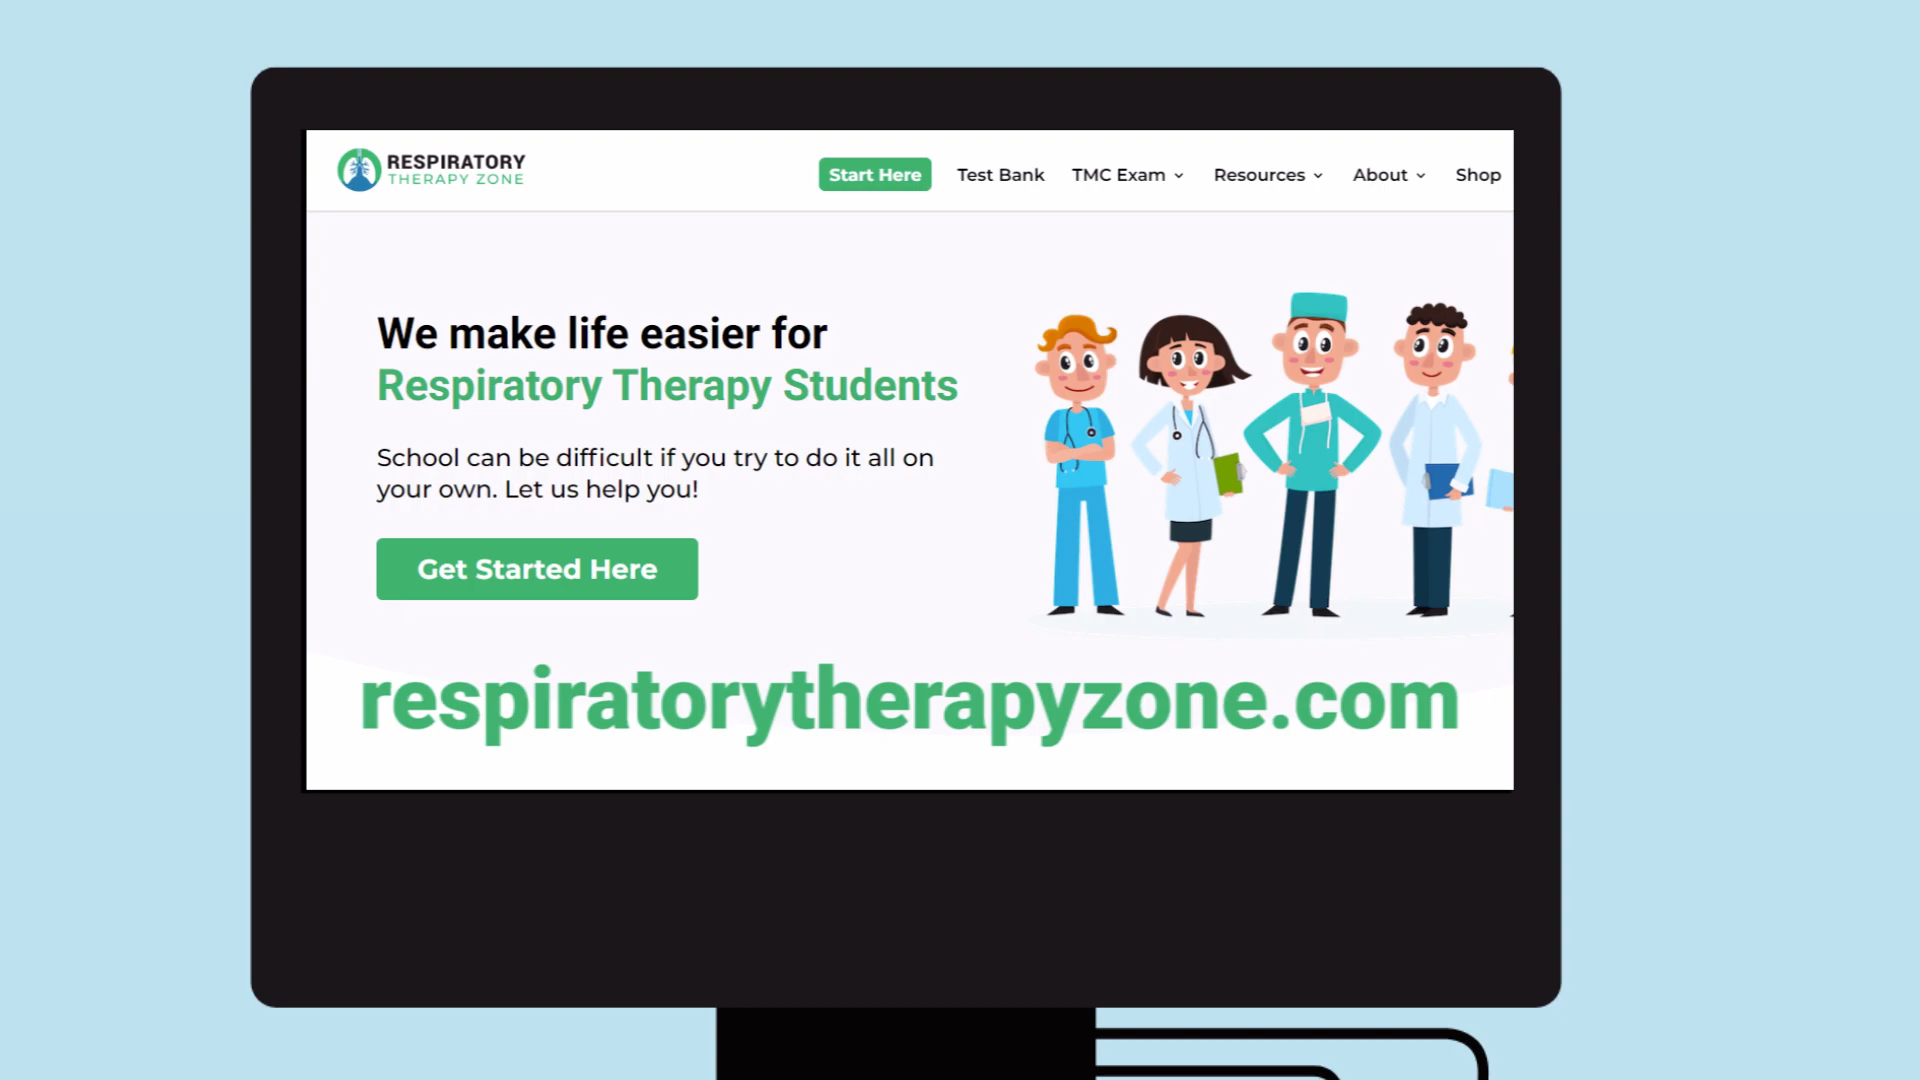 RESPIRATORY
THERAPY ZONE
Start Here
Test Bank
TMC Exam
Resources
About
Shop
We make life easier for
Respiratory Therapy Students
School can be difficult if you try to do it all on
your own. Let us help you!
Get Started Here
respiratorytherapyzone.com